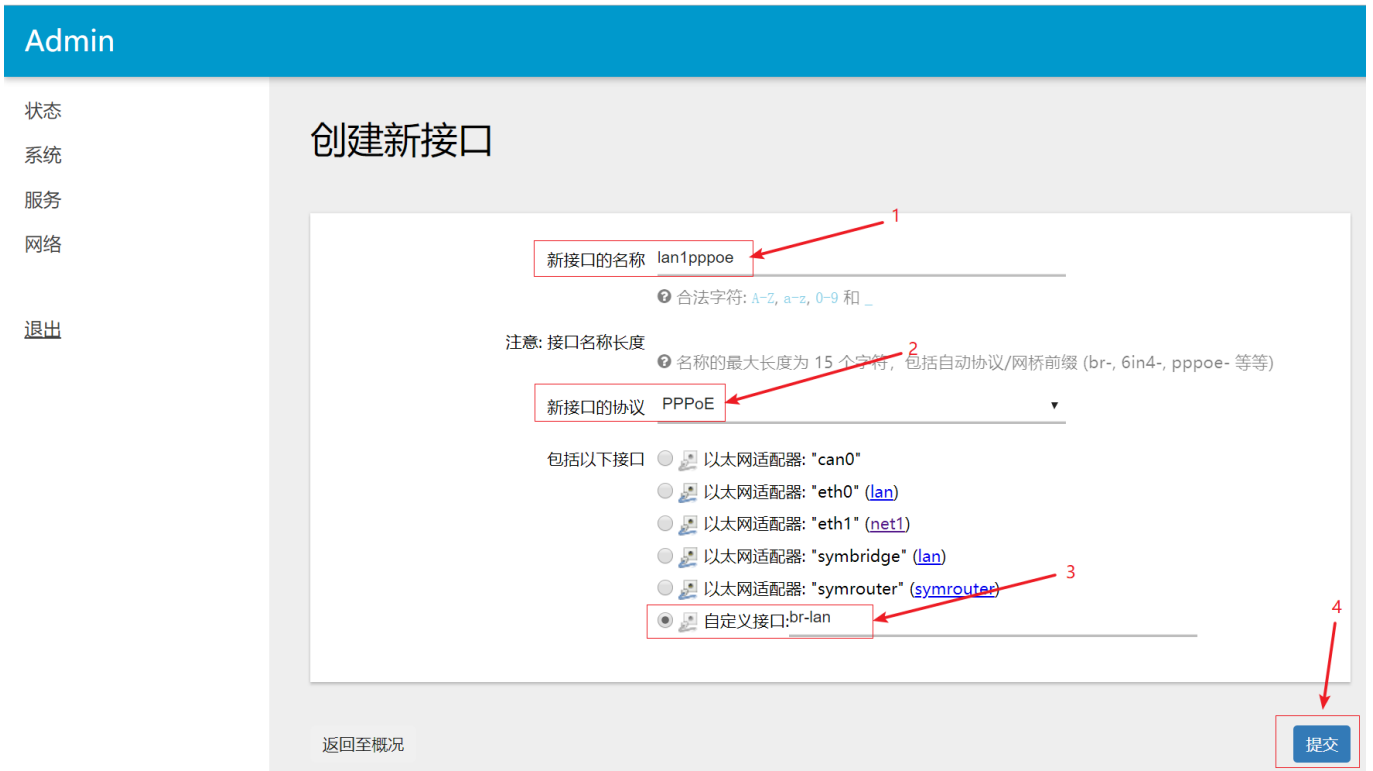 Admin
状态
系统
服务
网络
退出
创建新接口
1
新接口的名称 lan1pppoe
合法字符: A-Z, a-z, 0-9 和 _
注意: 接口名称长度
2
名称的最大长度为 15 个字符，包括自动协议/网桥前缀 (br-, 6in4-, pppoe- 等等)
新接口的协议 PPPoE
包括以下接口 以太网适配器: "can0"
以太网适配器: "eth0" (lan)
以太网适配器: "eth1" (net1)
以太网适配器: "symbridge" (lan)
3
以太网适配器: "symrouter" (symrouter)
自定义接口:br-lan
4
返回至概况
提交